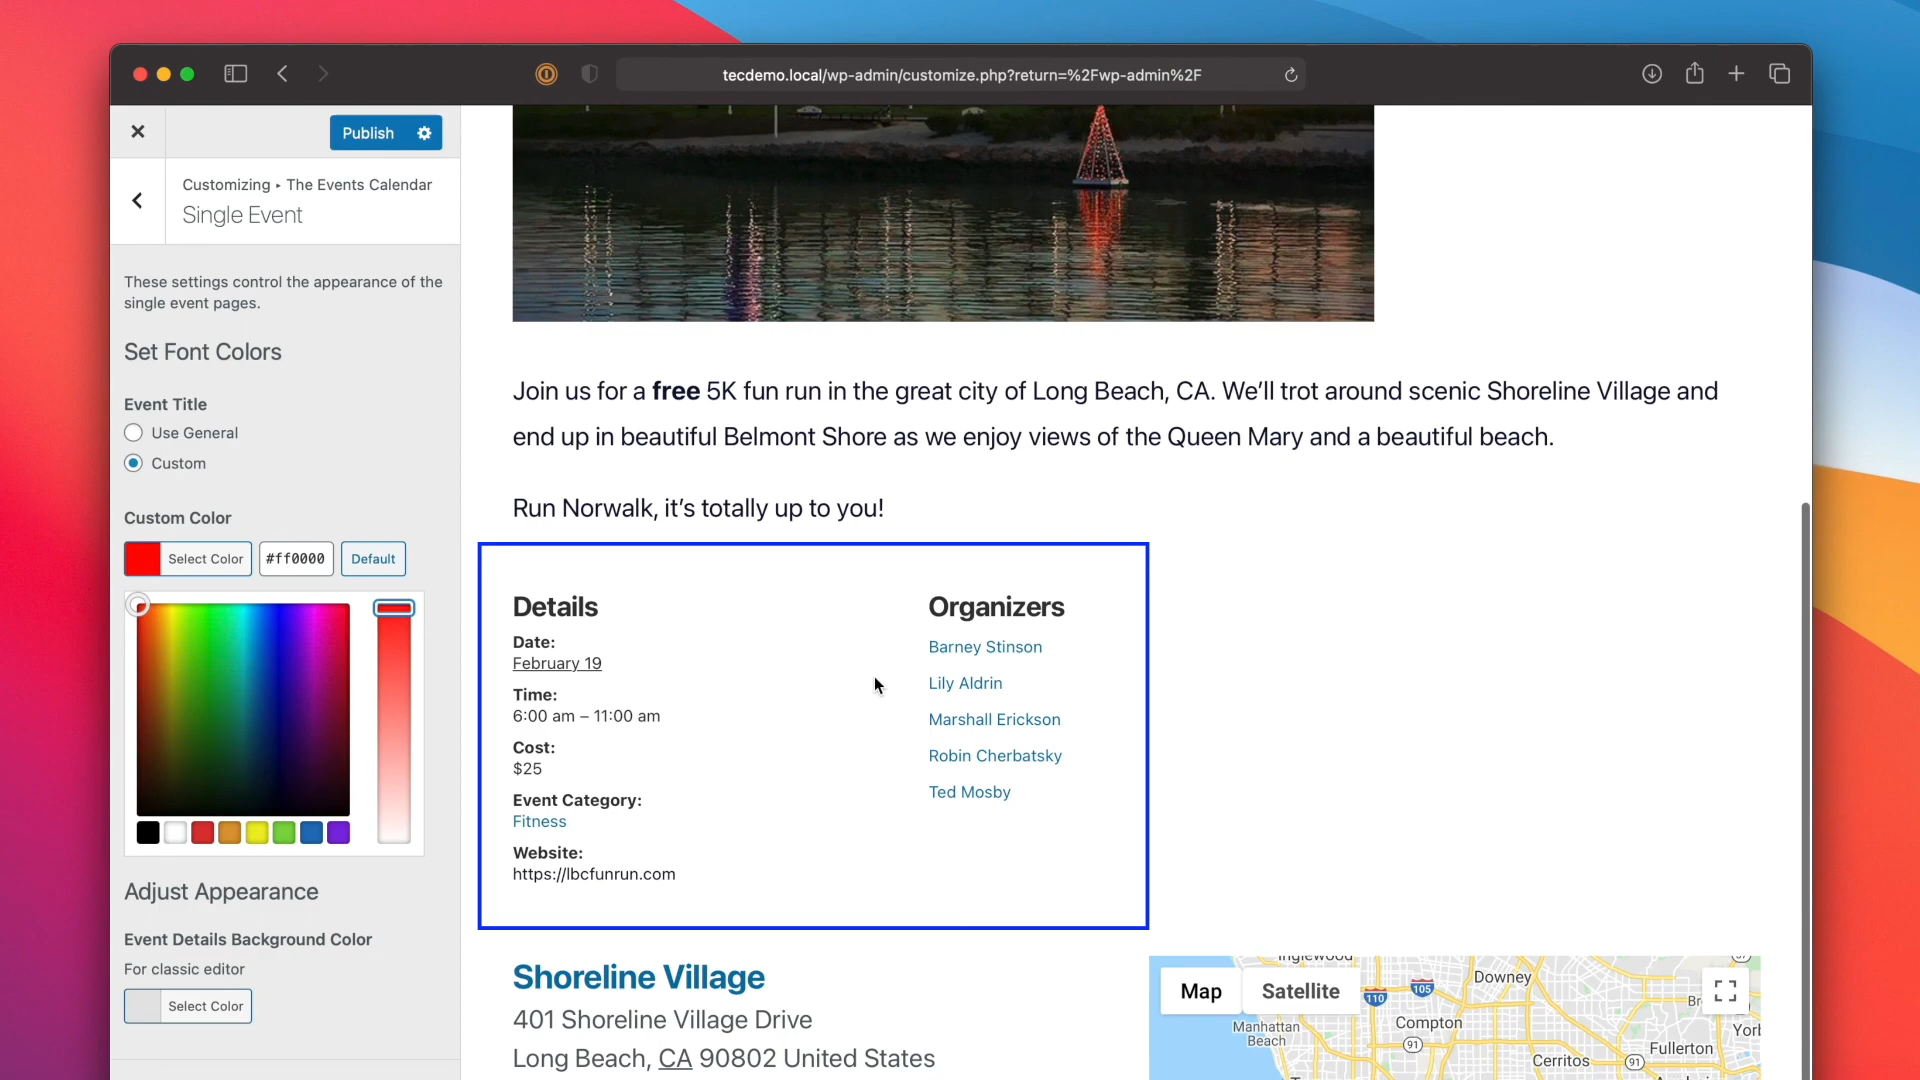 tecdemo.local/wp-admin/customize.php?return=%2Fwp-admin%2F
Publish
Customizing ▸ The Events Calendar
Single Event
These settings control the appearance of the
single event pages.
Set Font Colors
Event Title
Use General
Custom
Custom Color
Select Color
#ff0000
Default
Adjust Appearance
Event Details Background Color
For classic editor
Select Color
Join us for a free 5K fun run in the great city of Long Beach, CA. We'll trot around scenic Shoreline Village and
end up in beautiful Belmont Shore as we enjoy views of the Queen Mary and a beautiful beach.
Run Norwalk, it's totally up to you!
Details
Date:
February 19
Time:
6:00 am – 11:00 am
Cost:
$25
Event Category:
Fitness
Website:
https://lbcfunrun.com
Organizers
Barney Stinson
Lily Aldrin
Marshall Erickson
Robin Cherbatsky
Ted Mosby
Shoreline Village
401 Shoreline Village Drive
Long Beach, CA 90802 United States
Map
Satellite
Inglewood
Downey
110
105
Manhattan
Beach
Compton
91
Cerritos
91
Fullerton